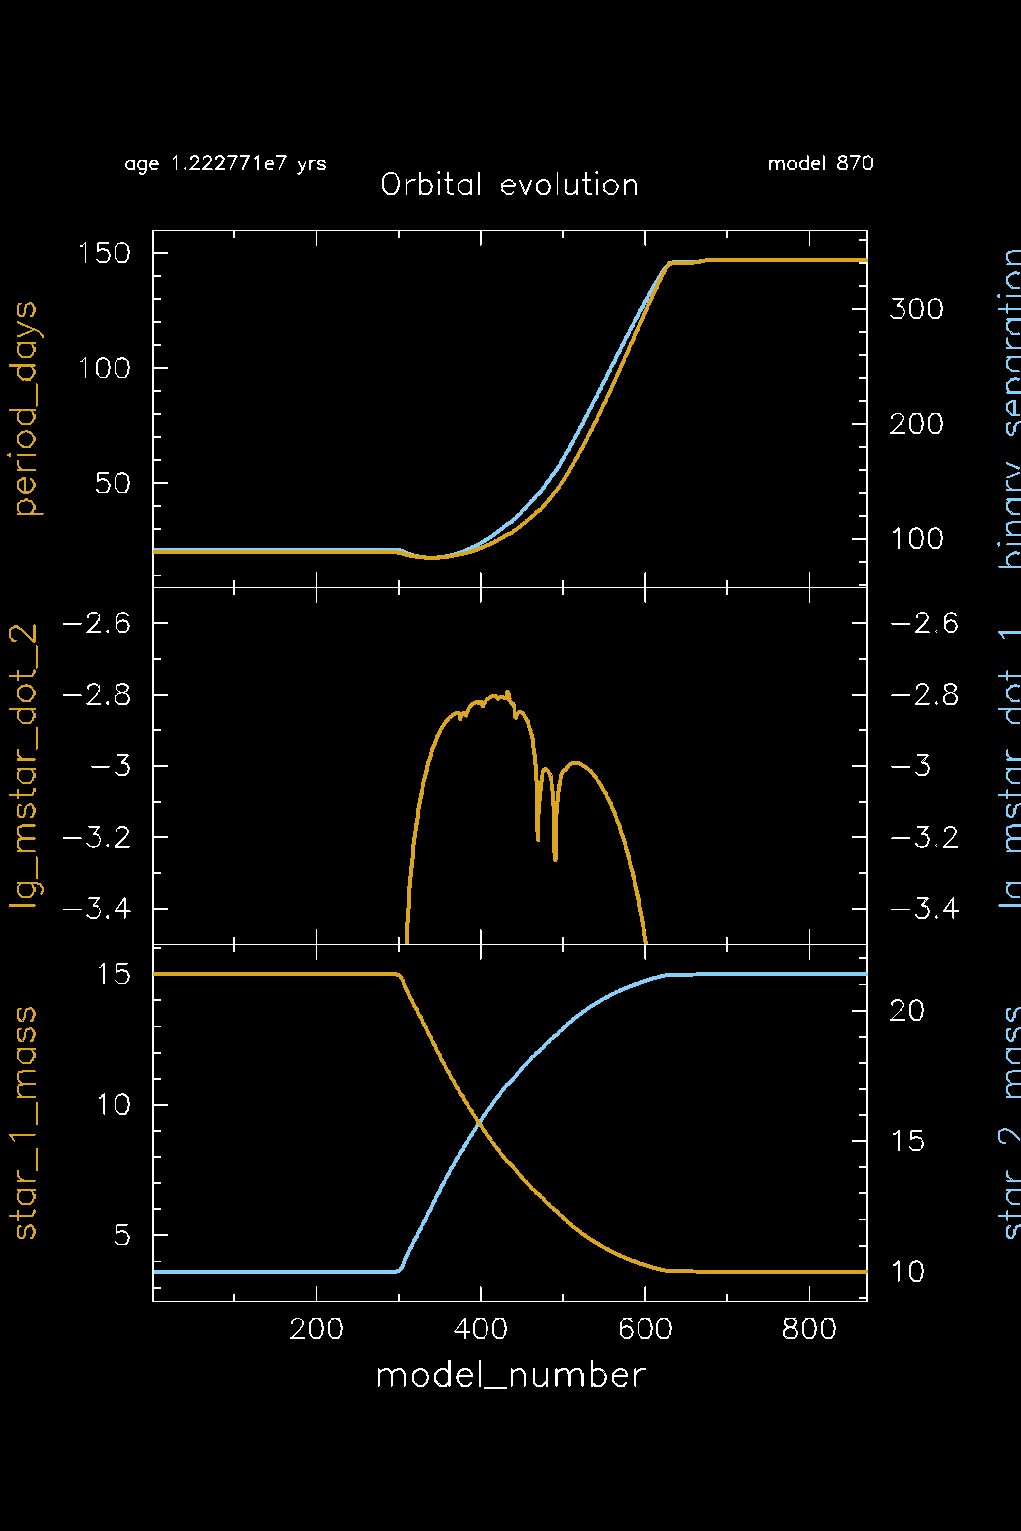 age 1.222771e7 yrs
model 870
Orbital evolution
period_days
150
100
50
300
200
100
binary_separation
lg_mstar_dot_2
−2.6
−2.8
−3
−3.2
−3.4
−2.6
−2.8
−3
−3.2
−3.4
lg_mstar_dot_1
star_1_mass
15
10
5
20
15
10
star_2_mass
200 400 600 800
model_number